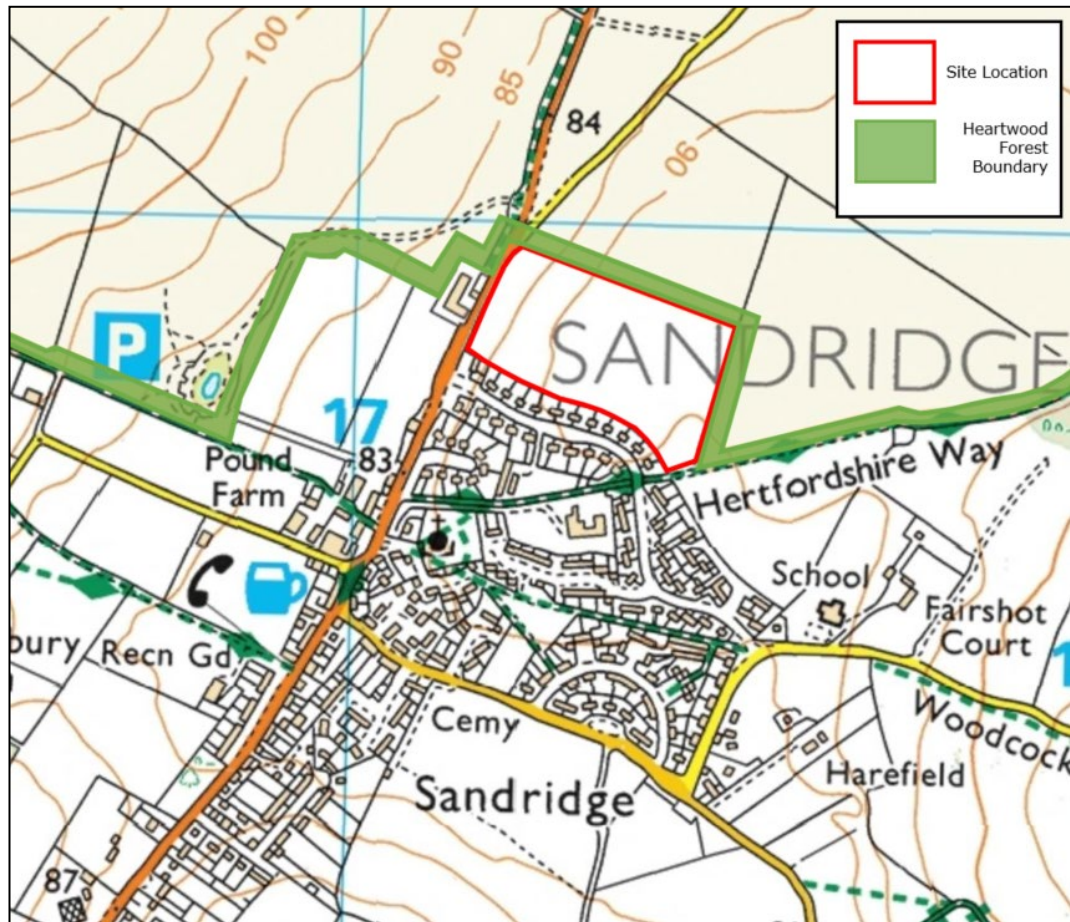 Site Location
Heartwood
Forest
Boundary
100
90
85
84
90
SANDRIDGE
P
17
83
Pound
Farm
Hertfordshire Way
School
Fairshot
Court
bury Recn Gd
Cemy
Woodcock
Sandridge
Harefield
87